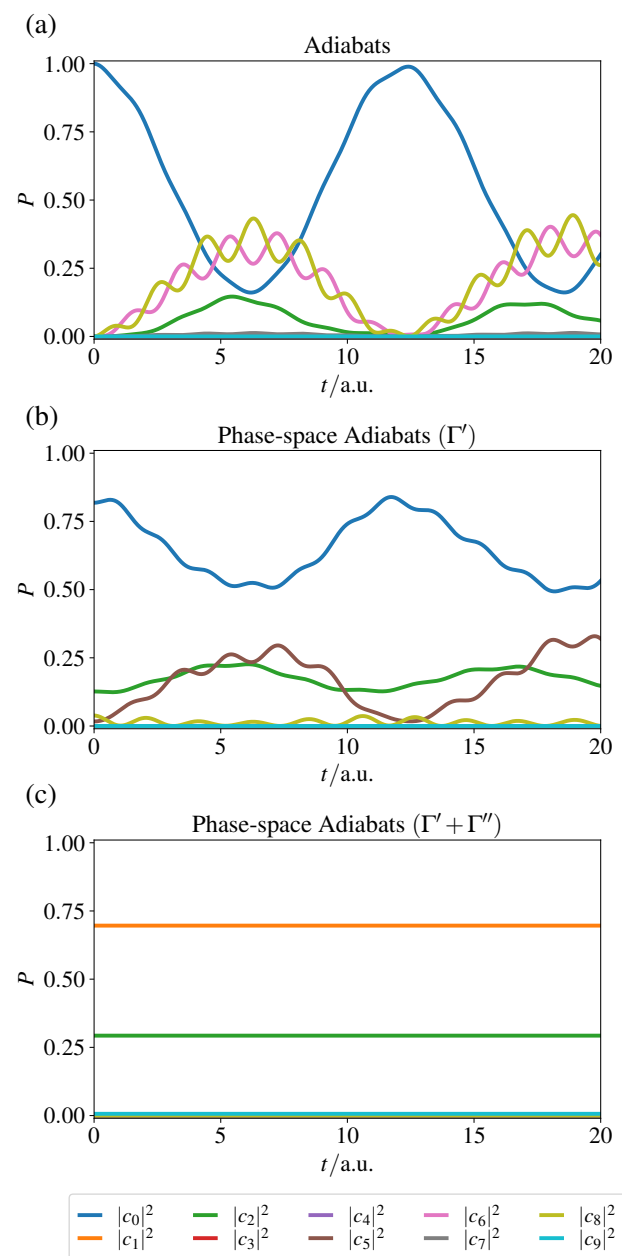 (a)
Adiabats
1.00
0.75
0.50
0.25
0.00
P
0 5 10 15 20
t/a.u.
(b)
Phase-space Adiabats (Γ′)
1.00
0.75
0.50
0.25
0.00
P
0 5 10 15 20
t/a.u.
(c)
Phase-space Adiabats (Γ′ + Γ″)
1.00
0.75
0.50
0.25
0.00
P
0 5 10 15 20
t/a.u.
|c₀|² |c₂|² |c₄|² |c₆|² |c₈|²
|c₁|² |c₃|² |c₅|² |c₇|² |c₉|²